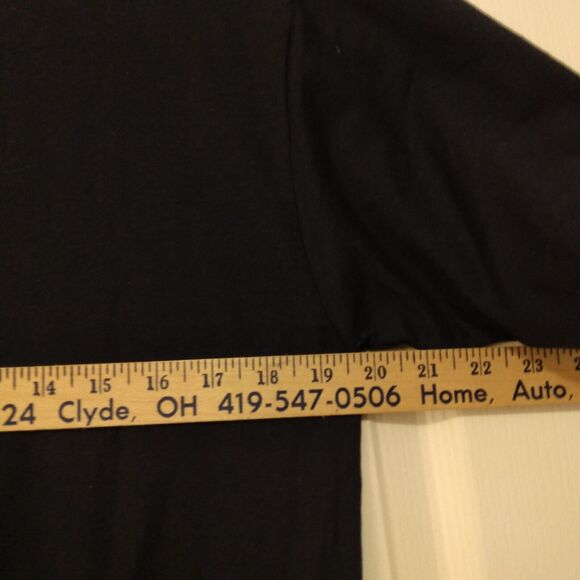 14 15 16 17 18 19 20 21 22 23
24 Clyde, OH 419-547-0506 Home, Auto,